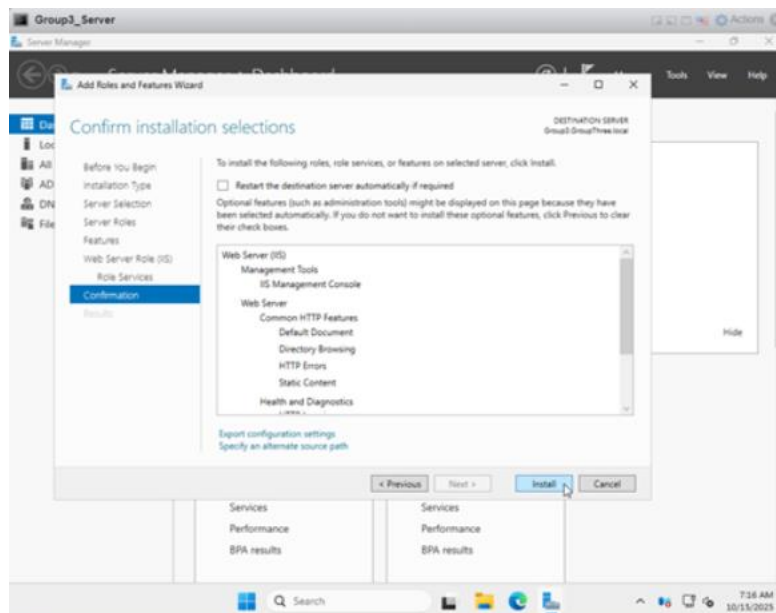 Group3_Server
Actions
Server Manager
Tools View Help
Add Roles and Features Wizard
Confirm installation selections
DESTINATION SERVER
Group3.GroupThree.local
Before You Begin
Installation Type
Server Selection
Server Roles
Features
Web Server Role (IIS)
Role Services
Confirmation
Results
To install the following roles, role services, or features on selected server, click Install.
Restart the destination server automatically if required
Optional features (such as administration tools) might be displayed on this page because they have
been selected automatically. If you do not want to install these optional features, click Previous to clear
their check boxes.
Web Server (IIS)
Management Tools
IIS Management Console
Web Server
Common HTTP Features
Default Document
Directory Browsing
HTTP Errors
Static Content
Health and Diagnostics
Export configuration settings
Specify an alternate source path
< Previous Next > Install Cancel
Hide
Services Services
Performance Performance
BPA results BPA results
Search
7:16 AM
10/15/2025